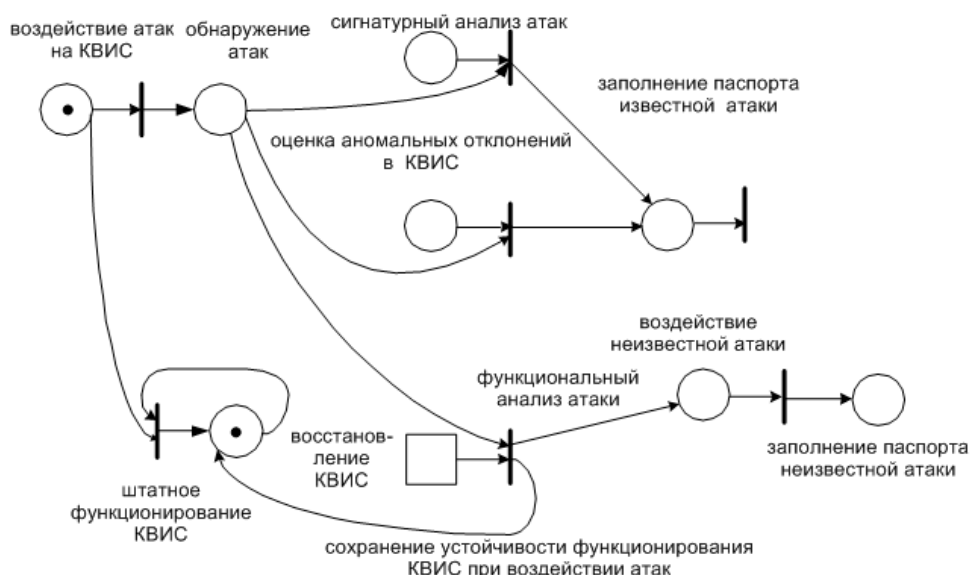 воздействие атак
на КВИС
обнаружение
атак
сигнатурный анализ атак
заполнение паспорта
известной атаки
оценка аномальных отклонений
в КВИС
воздействие
неизвестной атаки
функциональный
анализ атаки
восстанов-
ление
КВИС
заполнение паспорта
неизвестной атаки
штатное
функционирование
КВИС
сохранение устойчивости функционирования
КВИС при воздействии атак